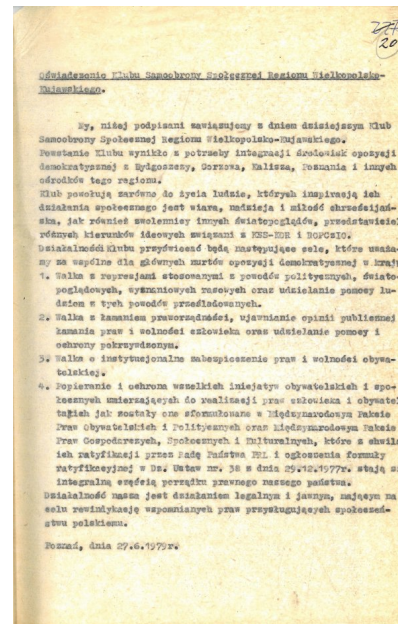 227
20
Oświadczenie Klubu Samoobrony Społecznej Regionu Wielkopolsko-
Kujawskiego.
My, niżej podpisani zawiązujemy z dniem dzisiejszym Klub
Samoobrony Społecznej Regionu Wielkopolsko-Kujawskiego.
Powstanie Klubu wynikło z potrzeby integracji środowisk opozycji
demokratycznej z Bydgoszczy, Gorzowa, Kalisza, Poznania i innych
ośrodków tego regionu.
Klub powołują zarówno do życia ludzie, których inspiracją ich
działania społecznego jest wiara, nadzieja i miłość chrześcijań-
ska, jak również zwolennicy innych światopoglądów, przedstawiciel
różnych kierunków ideowych związani z KSS-KOR i ROPCZiO.
Działalności Klubu przyświecać będą następujące cele, które uważa-
my za wspólne dla głównych nurtów opozycji demokratycznej w kraju
1. Walka z represjami stosowanymi z powodów politycznych, świato-
poglądowych, wyznaniowych rasowych oraz udzielanie pomocy lu-
dziom z tych powodów prześladowanych.
2. Walka z łamaniem praworządności, ujawnianie opinii publicznej
łamania praw i wolności człowieka oraz udzielanie pomocy i
ochrony pokrzywdzonym.
3. Walka o instytucjonalne zabezpieczenie praw i wolności obywa-
telskiej.
4. Popieranie i ochrona wszelkich inicjatyw obywatelskich i spo-
łecznych zmierzających do realizacji praw człowieka i obywatel
takich jak zostały one sformułowane w Międzynarodowym Pakcie
Praw Obywatelskich i Politycznych oraz Międzynarodowym Pakcie
Praw Gospodarczych, Społecznych i Kulturalnych, które z chwilą
ich ratyfikacji przez Radę Państwa PRL i ogłoszenia formuły
ratyfikacyjnej w Dz. Ustaw nr. 38 z dnia 29.12.1977r. stają s
integralną częścią porządku prawnego naszego państwa.
Działalność nasza jest działaniem legalnym i jawnym, mającym na
celu rewindykację wspomnianych praw przysługujących społeczeń-
stwu polskiemu.
Poznań, dnia 27.6.1979r.